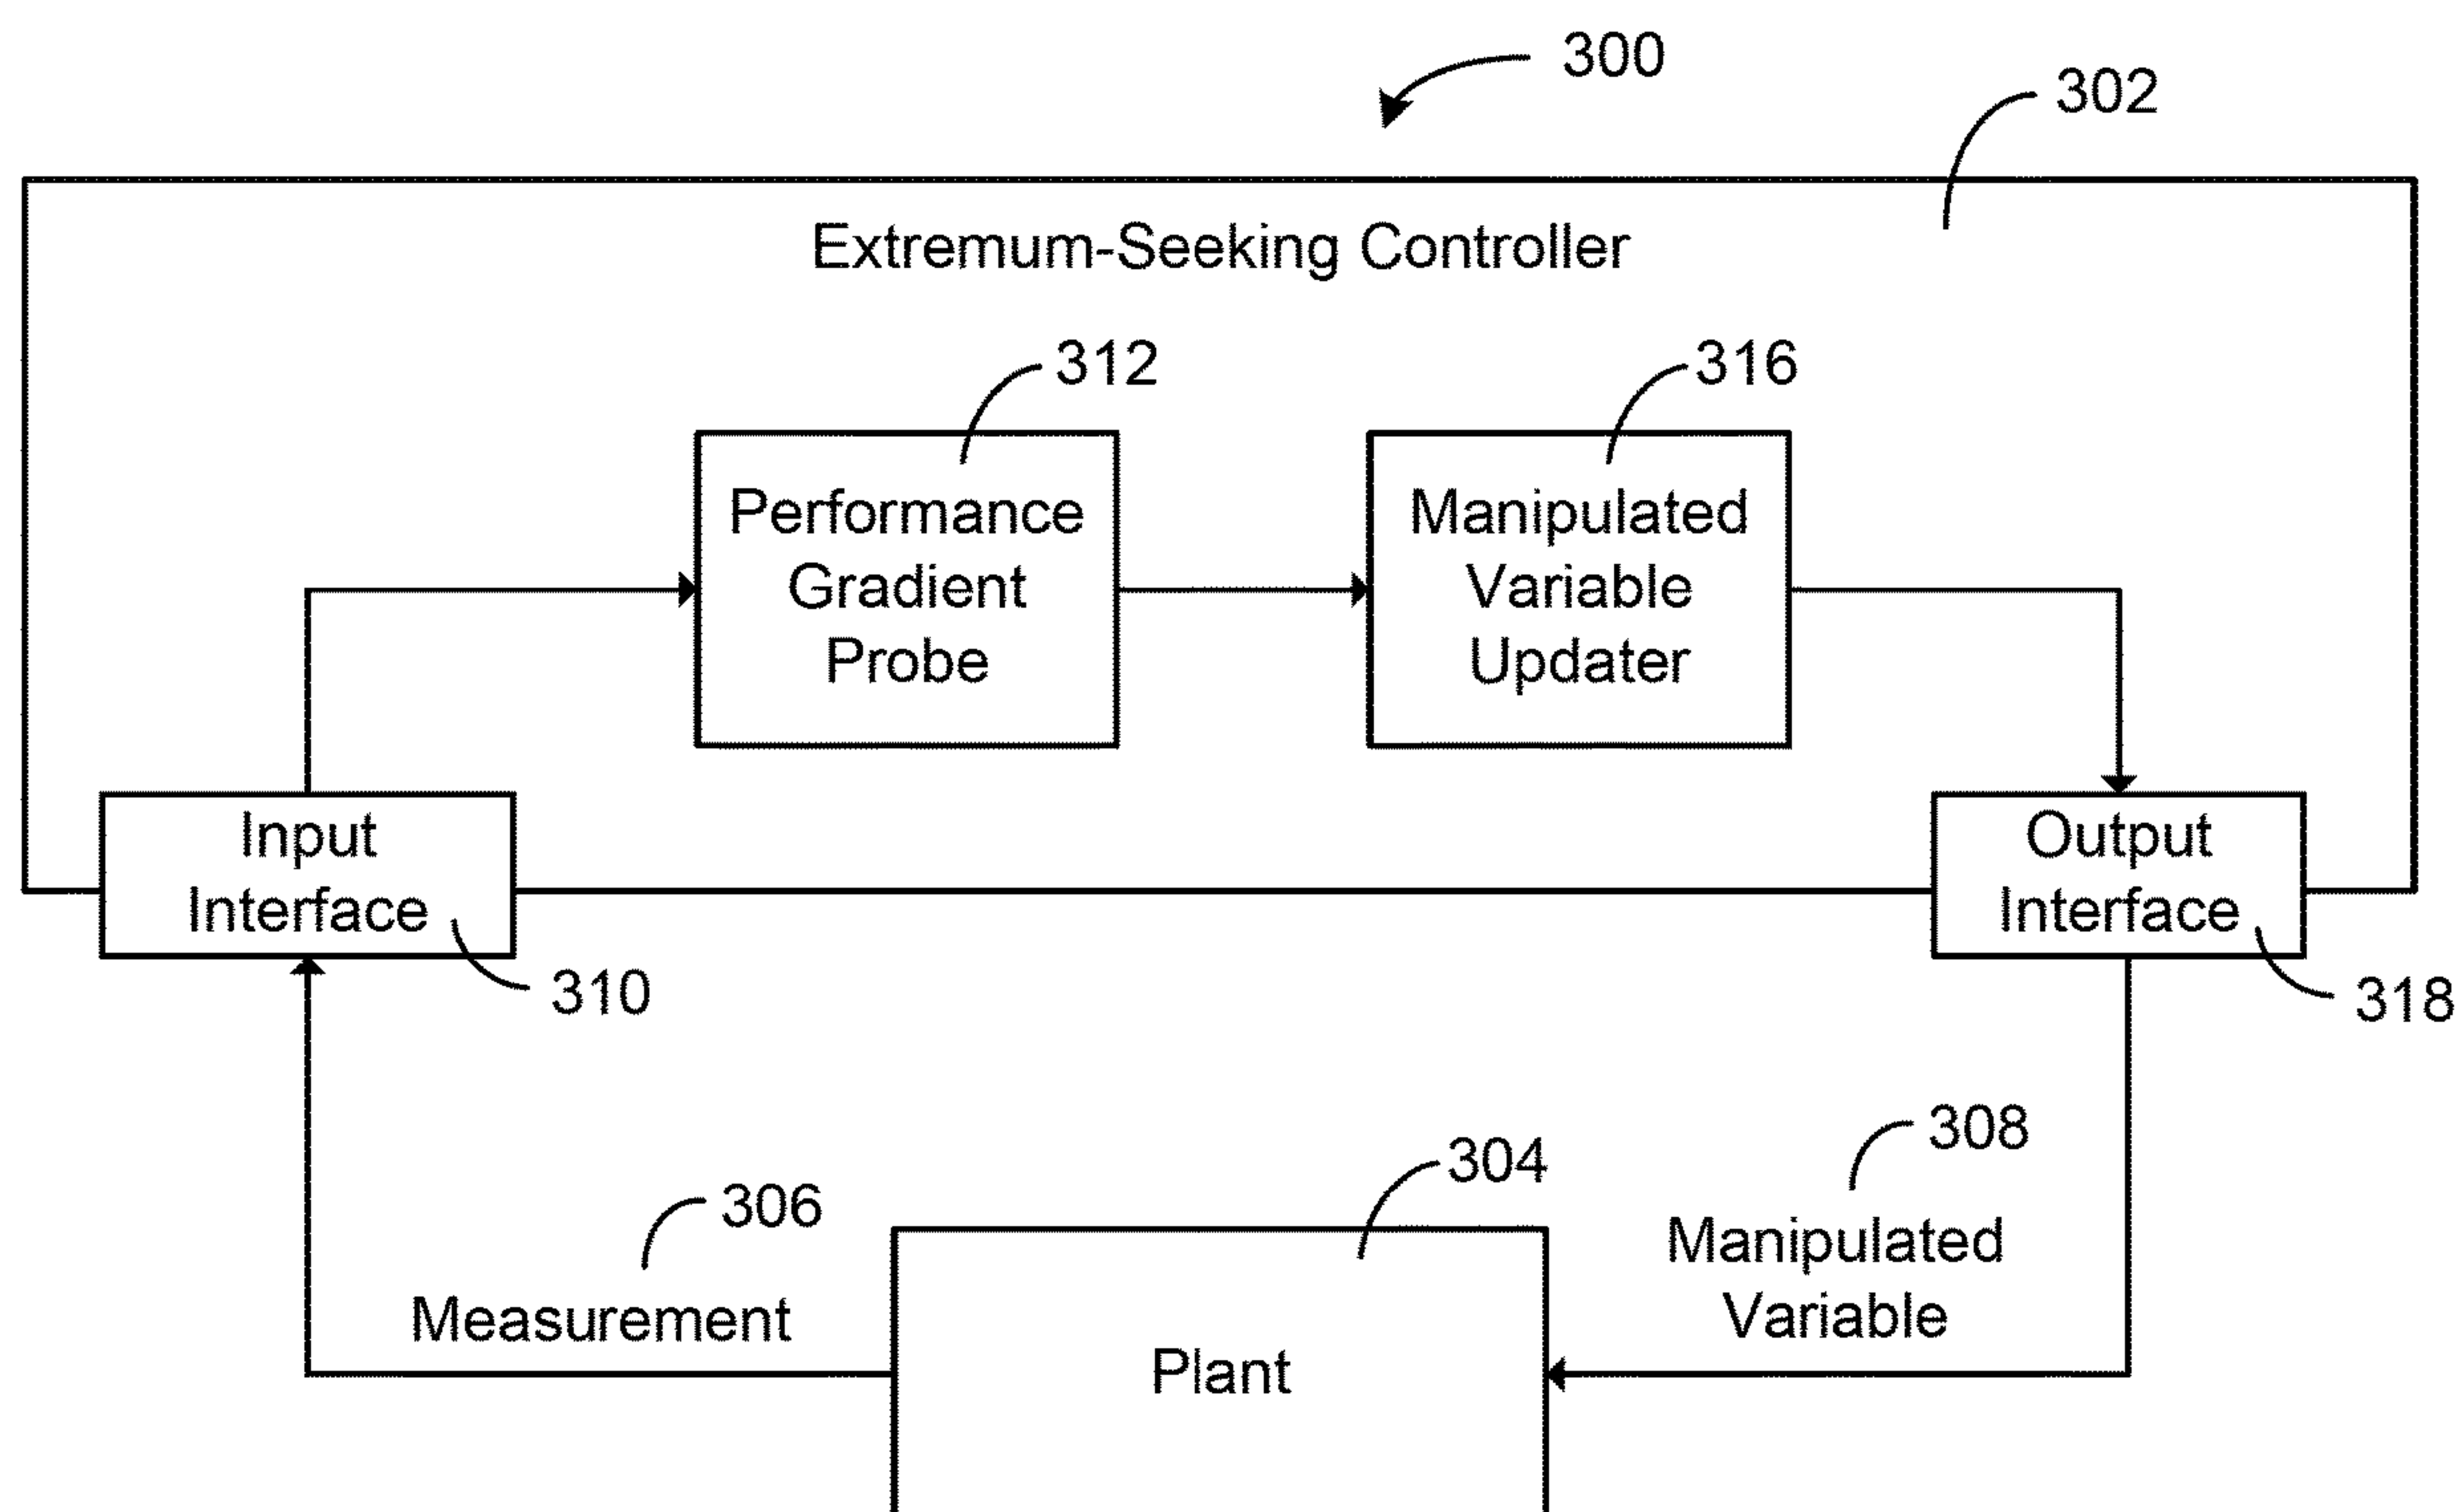 300
302
Extremum-Seeking Controller
312
316
Performance
Gradient
Probe
Manipulated
Variable
Updater
Input
Interface
310
Output
Interface
318
306
Measurement
304
Plant
308
Manipulated
Variable